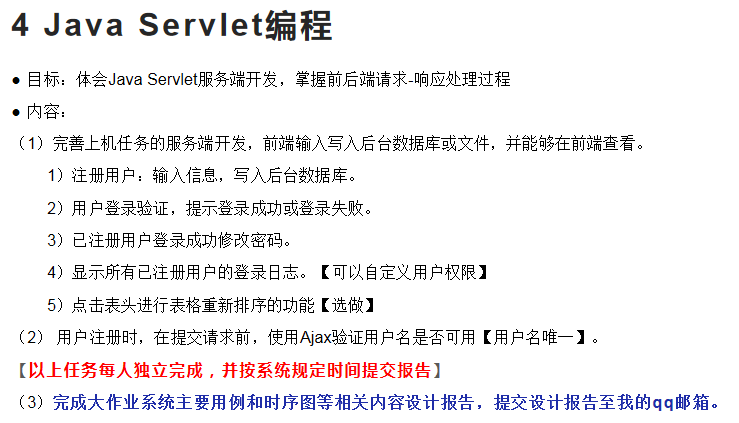 4 Java Servlet编程
● 目标：体会Java Servlet服务端开发，掌握前后端请求-响应处理过程
● 内容：
（1）完善上机任务的服务端开发，前端输入写入后台数据库或文件，并能够在前端查看。
1）注册用户：输入信息，写入后台数据库。
2）用户登录验证，提示登录成功或登录失败。
3）已注册用户登录成功修改密码。
4）显示所有已注册用户的登录日志。【可以自定义用户权限】
5）点击表头进行表格重新排序的功能【选做】
（2） 用户注册时，在提交请求前，使用Ajax验证用户名是否可用【用户名唯一】。
【以上任务每人独立完成，并按系统规定时间提交报告】
（3）完成大作业系统主要用例和时序图等相关内容设计报告，提交设计报告至我的qq邮箱。